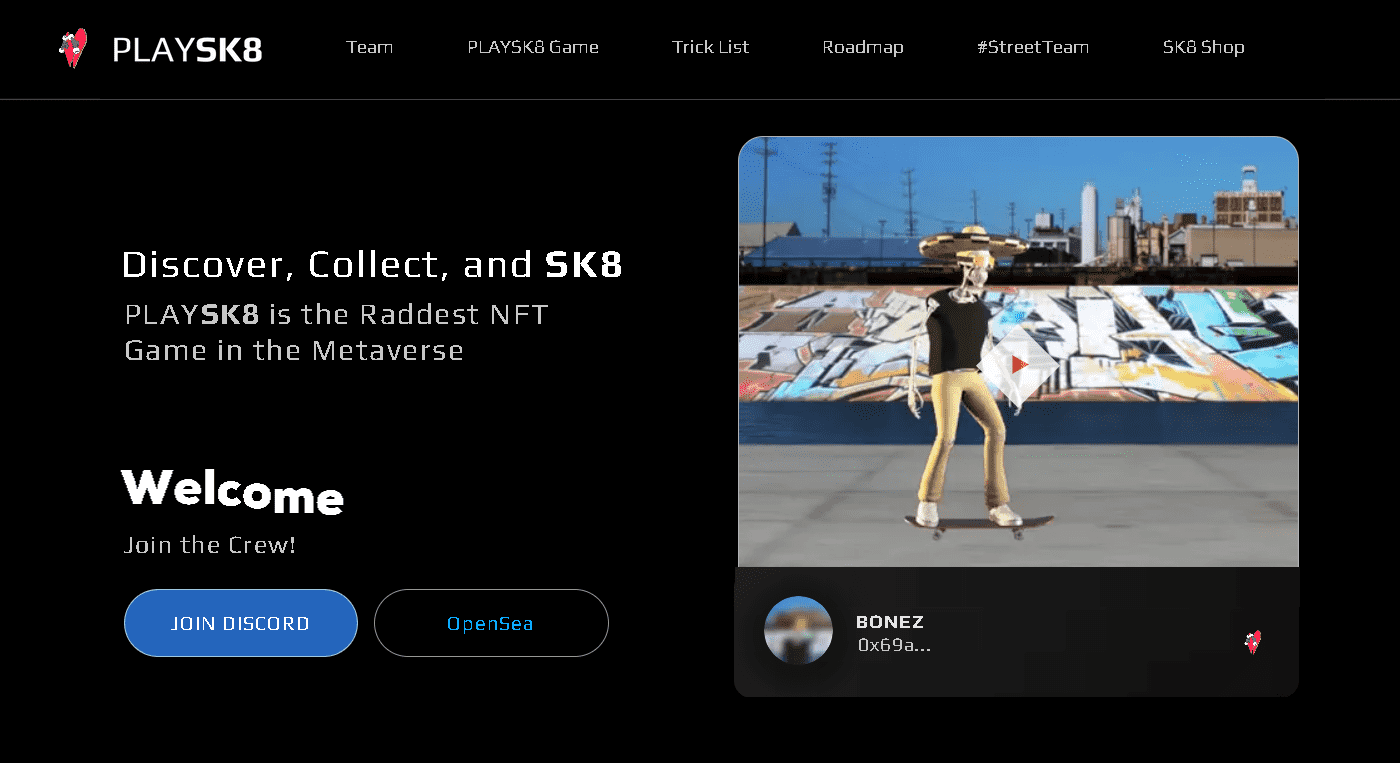 PLAYSK8
Team
PLAYSK8 Game
Trick List
Roadmap
#StreetTeam
SK8 Shop
Discover, Collect, and SK8
PLAYSK8 is the Raddest NFT
Game in the Metaverse
Welcome
Join the Crew!
JOIN DISCORD
OpenSea
BONEZ
0x69a...